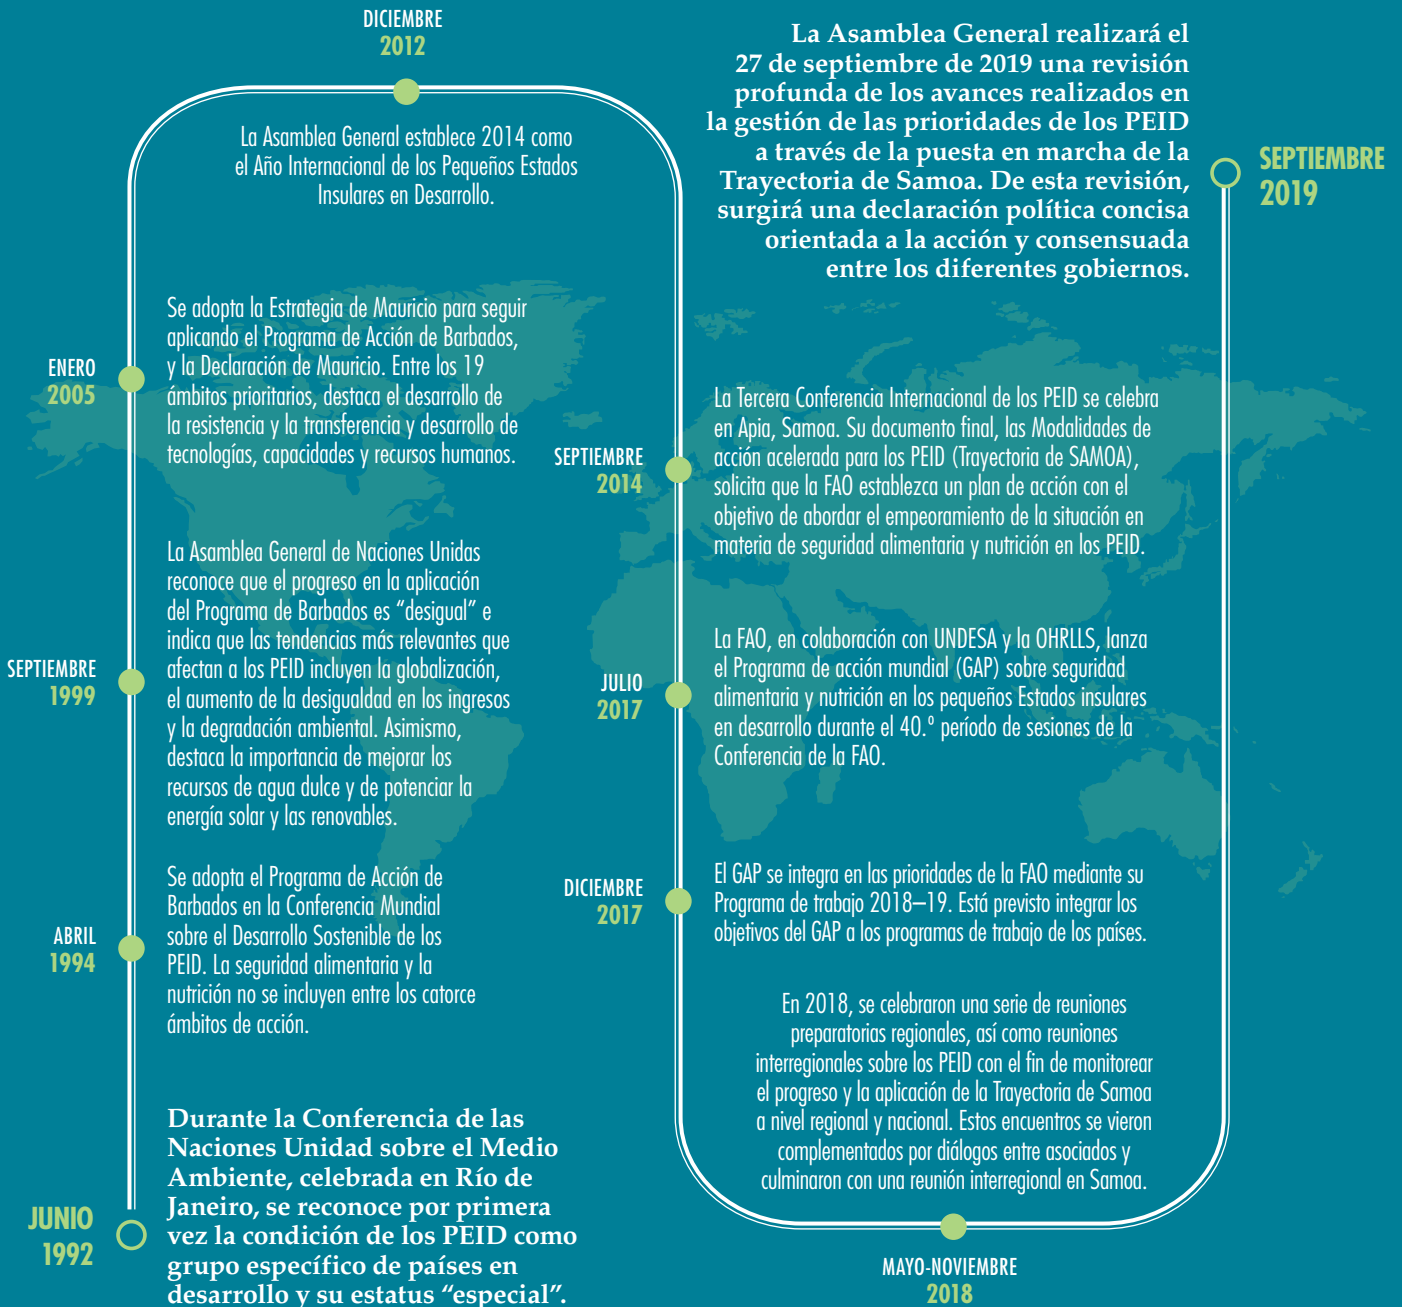 DICIEMBRE
2012
La Asamblea General establece 2014 como
el Año Internacional de los Pequeños Estados
Insulares en Desarrollo.
ENERO
2005
Se adopta la Estrategia de Mauricio para seguir
aplicando el Programa de Acción de Barbados,
y la Declaración de Mauricio. Entre los 19
ámbitos prioritarios, destaca el desarrollo de
la resistencia y la transferencia y desarrollo de
tecnologías, capacidades y recursos humanos.
SEPTIEMBRE
1999
La Asamblea General de Naciones Unidas
reconoce que el progreso en la aplicación
del Programa de Barbados es “desigual” e
indica que las tendencias más relevantes que
afectan a los PEID incluyen la globalización,
el aumento de la desigualdad en los ingresos
y la degradación ambiental. Asimismo,
destaca la importancia de mejorar los
recursos de agua dulce y de potenciar la
energía solar y las renovables.
ABRIL
1994
Se adopta el Programa de Acción de
Barbados en la Conferencia Mundial
sobre el Desarrollo Sostenible de los
PEID. La seguridad alimentaria y la
nutrición no se incluyen entre los catorce
ámbitos de acción.
JUNIO
1992
Durante la Conferencia de las
Naciones Unidad sobre el Medio
Ambiente, celebrada en Río de
Janeiro, se reconoce por primera
vez la condición de los PEID como
grupo específico de países en
desarrollo y su estatus “especial”.
La Asamblea General realizará el
27 de septiembre de 2019 una revisión
profunda de los avances realizados en
la gestión de las prioridades de los PEID
a través de la puesta en marcha de la
Trayectoria de Samoa. De esta revisión,
surgirá una declaración política concisa
orientada a la acción y consensuada
entre los diferentes gobiernos.
SEPTIEMBRE
2019
SEPTIEMBRE
2014
La Tercera Conferencia Internacional de los PEID se celebra
en Apia, Samoa. Su documento final, las Modalidades de
acción acelerada para los PEID (Trayectoria de SAMOA),
solicita que la FAO establezca un plan de acción con el
objetivo de abordar el empeoramiento de la situación en
materia de seguridad alimentaria y nutrición en los PEID.
JULIO
2017
La FAO, en colaboración con UNDESA y la OHRLLS, lanza
el Programa de acción mundial (GAP) sobre seguridad
alimentaria y nutrición en los pequeños Estados insulares
en desarrollo durante el 40.º período de sesiones de la
Conferencia de la FAO.
DICIEMBRE
2017
El GAP se integra en las prioridades de la FAO mediante su
Programa de trabajo 2018–19. Está previsto integrar los
objetivos del GAP a los programas de trabajo de los países.
En 2018, se celebraron una serie de reuniones
preparatorias regionales, así como reuniones
interregionales sobre los PEID con el fin de monitorear
el progreso y la aplicación de la Trayectoria de Samoa
a nivel regional y nacional. Estos encuentros se vieron
complementados por diálogos entre asociados y
culminaron con una reunión interregional en Samoa.
MAYO-NOVIEMBRE
2018